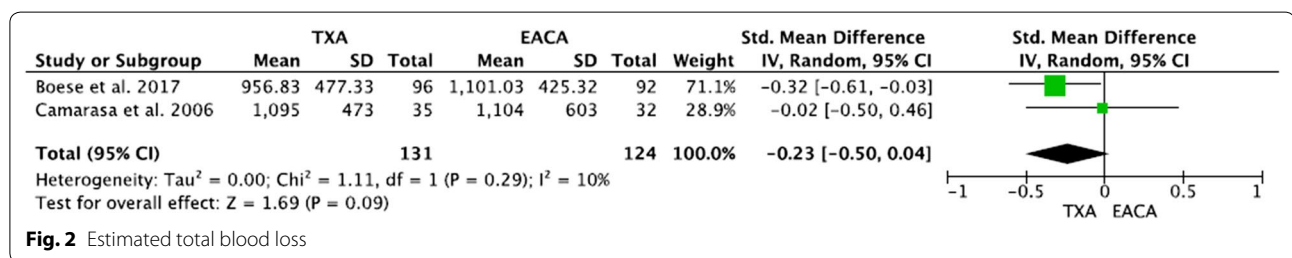 TXA EACA Std. Mean Difference Std. Mean Difference
Study or Subgroup Mean SD Total Mean SD Total Weight IV, Random, 95% CI IV, Random, 95% CI
Boese et al. 2017 956.83 477.33 96 1,101.03 425.32 92 71.1% -0.32 [-0.61, -0.03]
Camarasa et al. 2006 1,095 473 35 1,104 603 32 28.9% -0.02 [-0.50, 0.46]
Total (95% CI) 131 124 100.0% -0.23 [-0.50, 0.04]
Heterogeneity: Tau² = 0.00; Chi² = 1.11, df = 1 (P = 0.29); I² = 10%
Test for overall effect: Z = 1.69 (P = 0.09)
-1 -0.5 0 0.5 1
TXA EACA
Fig. 2 Estimated total blood loss